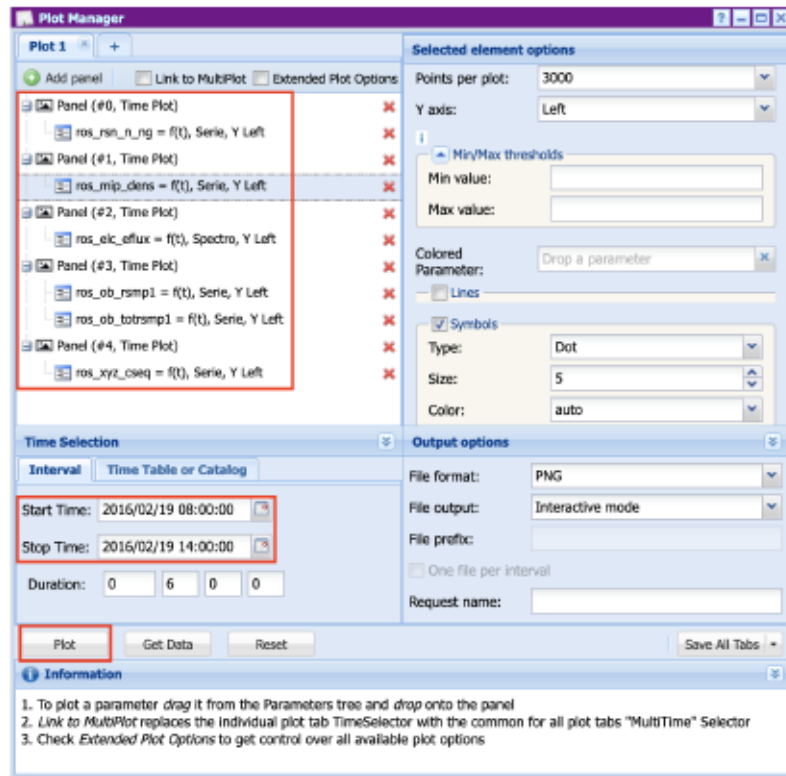 Plot Manager
Plot 1
+
Add panel Link to MultiPlot Extended Plot Options
Panel (#0, Time Plot)
ros_rsn_n_ng = f(t), Serie, Y Left
Panel (#1, Time Plot)
ros_mip_dens = f(t), Serie, Y Left
Panel (#2, Time Plot)
ros_elc_eflux = f(t), Spectro, Y Left
Panel (#3, Time Plot)
ros_ob_rsmp1 = f(t), Serie, Y Left
ros_ob_totrsmp1 = f(t), Serie, Y Left
Panel (#4, Time Plot)
ros_xyz_cseq = f(t), Serie, Y Left
Selected element options
Points per plot: 3000
Y axis: Left
Min/Max thresholds
Min value:
Max value:
Colored Parameter: Drop a parameter
Lines
Symbols
Type: Dot
Size: 5
Color: auto
Time Selection
Interval Time Table or Catalog
Start Time: 2016/02/19 08:00:00
Stop Time: 2016/02/19 14:00:00
Duration: 0 6 0 0
Output options
File format: PNG
File output: Interactive mode
File prefix:
One file per interval
Request name:
Plot Get Data Reset Save All Tabs
Information
1. To plot a parameter drag it from the Parameters tree and drop onto the panel
2. Link to MultiPlot replaces the individual plot tab TimeSelector with the common for all plot tabs "MultiTime" Selector
3. Check Extended Plot Options to get control over all available plot options